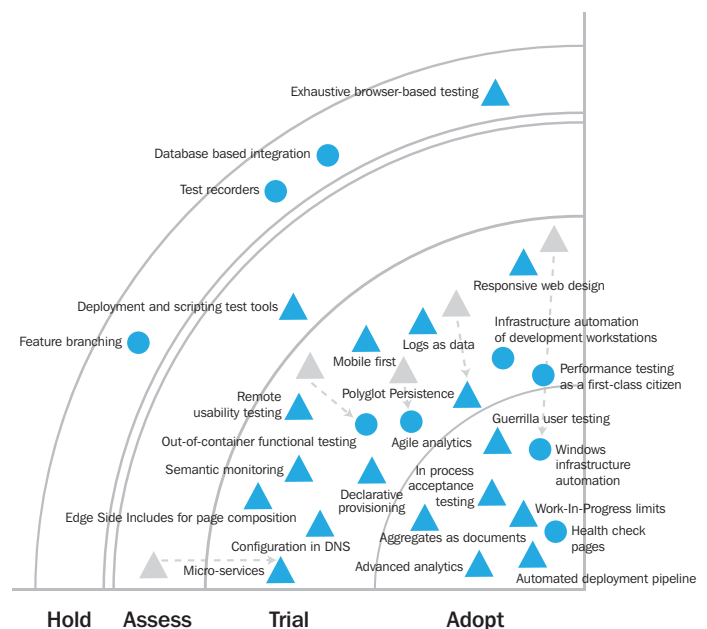 Exhaustive browser-based testing
Database based integration
Test recorders
Responsive web design
Deployment and scripting test tools
Infrastructure automation
of development workstations
Feature branching
Logs as data
Mobile first
Performance testing
as a first-class citizen
Polyglot Persistence
Remote
usability testing
Guerrilla user testing
Out-of-container functional testing
Agile analytics
Windows
infrastructure
automation
Semantic monitoring
In process
acceptance
testing
Declarative
provisioning
Edge Side Includes for page composition
Work-In-Progress limits
Health check
pages
Aggregates as documents
Configuration in DNS
Micro-services
Advanced analytics
Automated deployment pipeline
Hold
Assess
Trial
Adopt